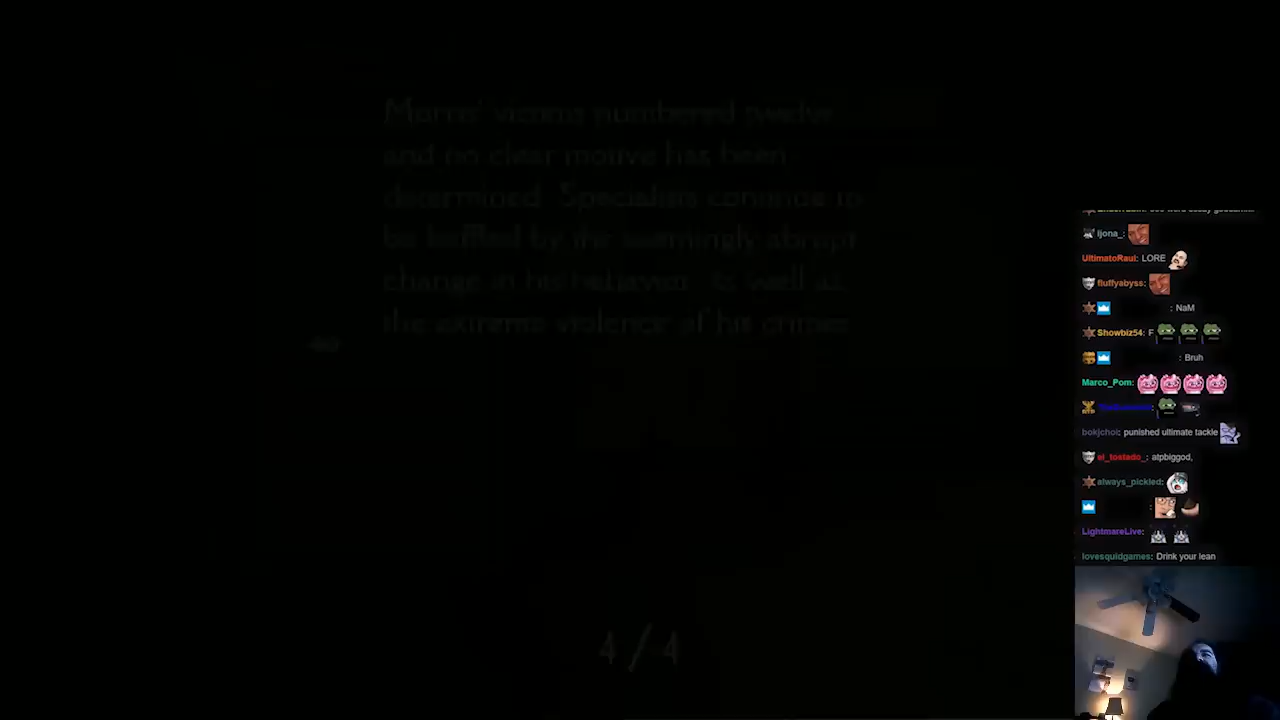 Morris' victims numbered twelve
and no clear motive has been
determined. Specialists continue to
be baffled by the seemingly abrupt
change in his behavior as well as
the extreme violence of his crimes
4/4
ljona_:
UltimatoRaul: LORE
fluffyabyss:
: NaM
Showbiz54: F
: Bruh
Marco_Pom:
bokjchoi: punished ultimate tackle
el_tostado_: atpbiggod,
always_pickled:
:
LightmareLive:
lovesquidgames: Drink your lean